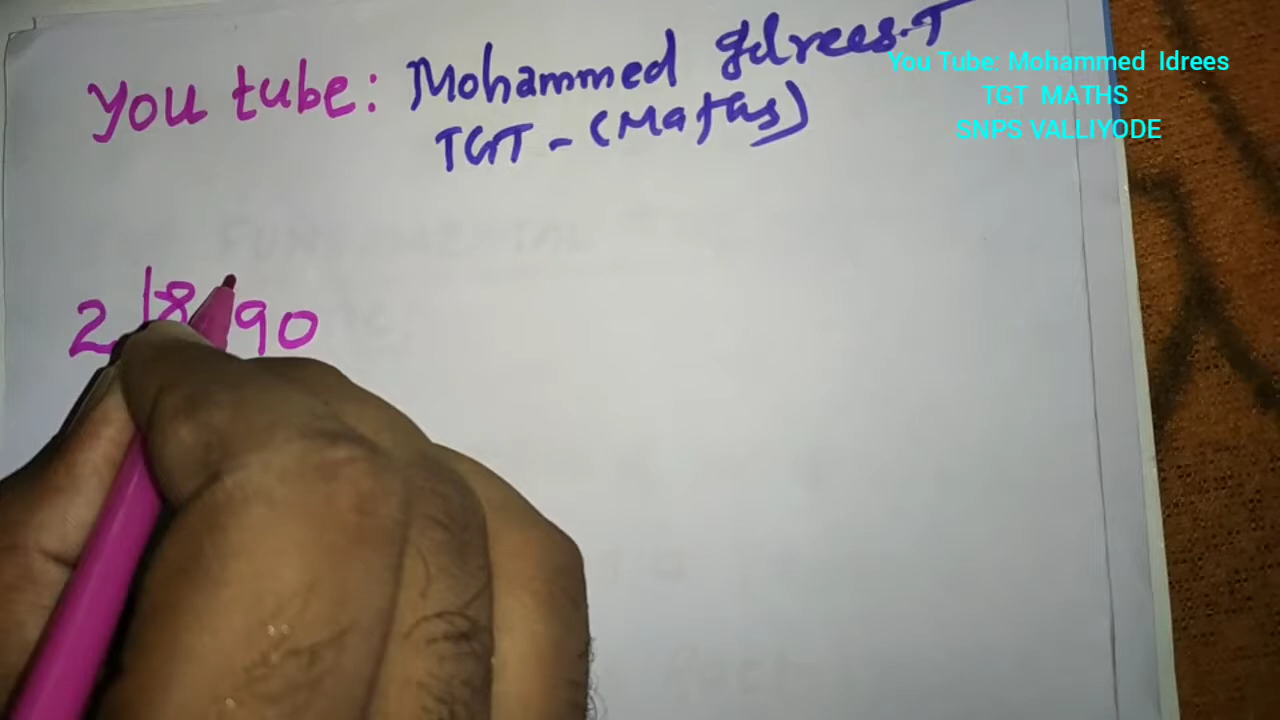 You tube: Mohammed Idrees.T
TGT - (Maths)
You Tube: Mohammed Idrees
TGT MATHS
SNPS VALLIYODE
2 8 90